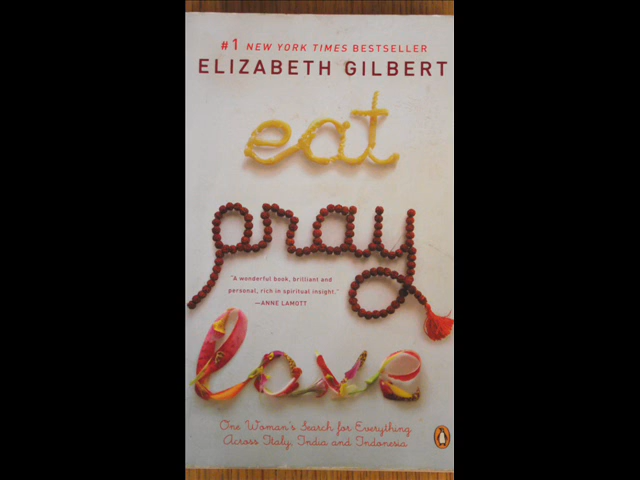 #1 NEW YORK TIMES BESTSELLER
ELIZABETH GILBERT
eat
pray
"A wonderful book, brilliant and
personal, rich in spiritual insight."
—ANNE LAMOTT
love
One Woman's Search for Everything
Across Italy, India and Indonesia